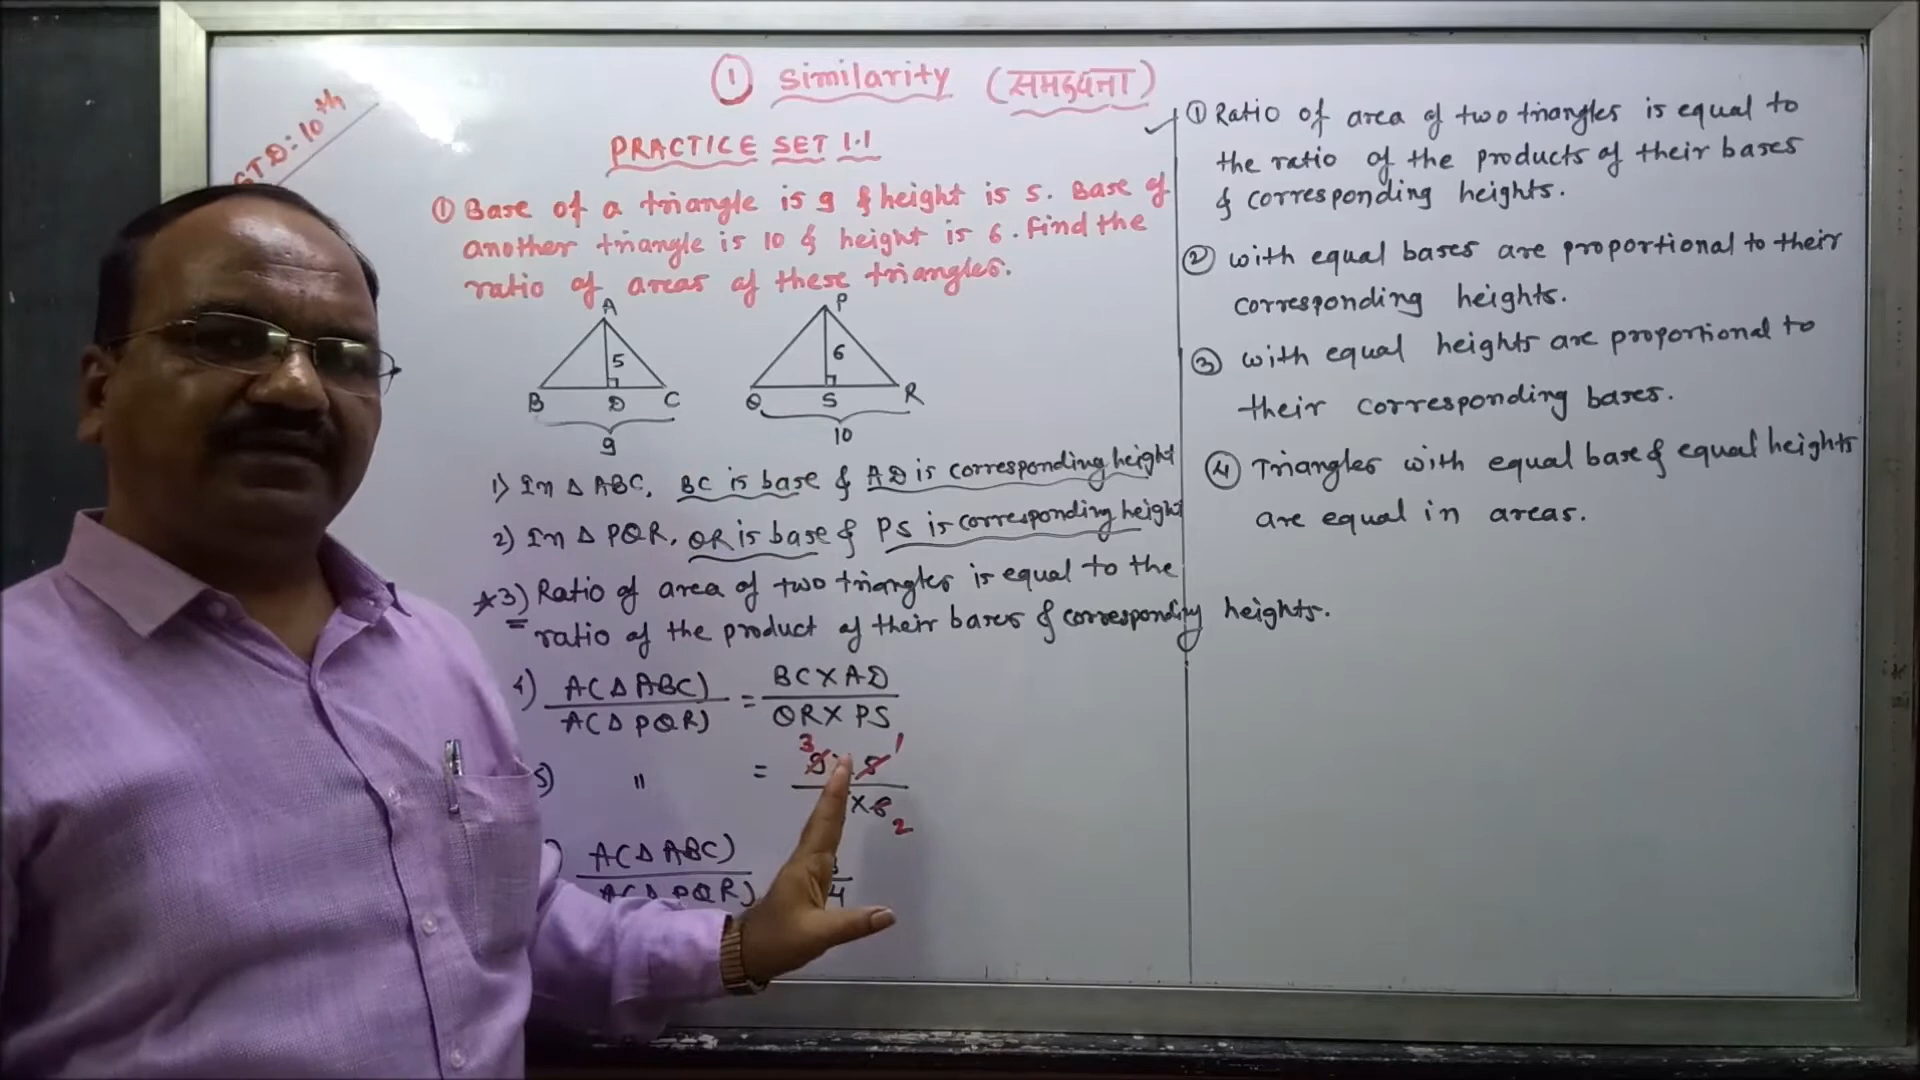 ① Similarity (समरूपता)
STD: 10th
PRACTICE SET 1.1
① Base of a triangle is 9 & height is 5. Base of
another triangle is 10 & height is 6. Find the
ratio of areas of these triangles.
A P
5 6
B D C Q S R
9 10
1) In △ ABC, BC is base & AD is corresponding height
2) In △ PQR, QR is base & PS is corresponding height
*3) Ratio of area of two triangles is equal to the
ratio of the product of their bases & corresponding heights.
4) A(△ ABC) / A(△ PQR) = BC X AD / QR X PS
3 1
5) " = 9 5 / × 6
2
A(△ ABC) / A(△ PQR) 4
① Ratio of area of two triangles is equal to
the ratio of the products of their bases
& corresponding heights.
② with equal bases are proportional to their
corresponding heights.
③ with equal heights are proportional to
their corresponding bases.
④ Triangles with equal base & equal heights
are equal in areas.